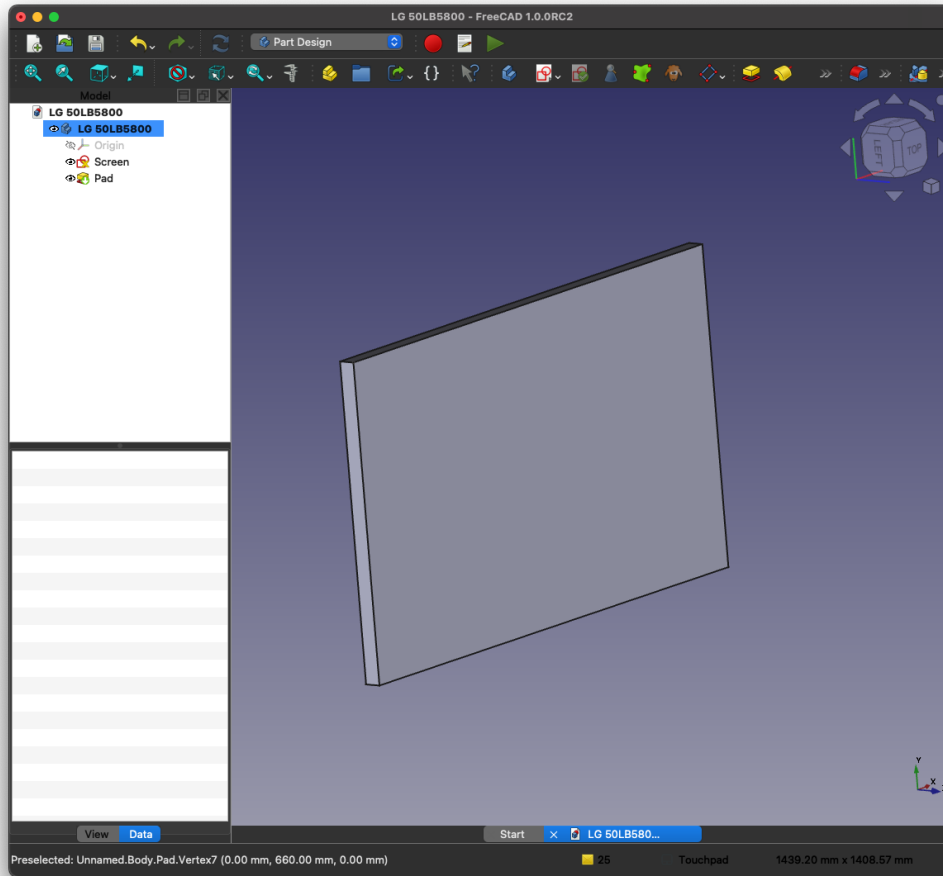 LG 50LB5800 - FreeCAD 1.0.0RC2
Part Design
Model
LG 50LB5800
LG 50LB5800
Origin
Screen
Pad
LEFT
TOP
Y
X
View Data
Start LG 50LB580...
Preselected: Unnamed.Body.Pad.Vertex7 (0.00 mm, 660.00 mm, 0.00 mm) 25 Touchpad 1439.20 mm x 1408.57 mm